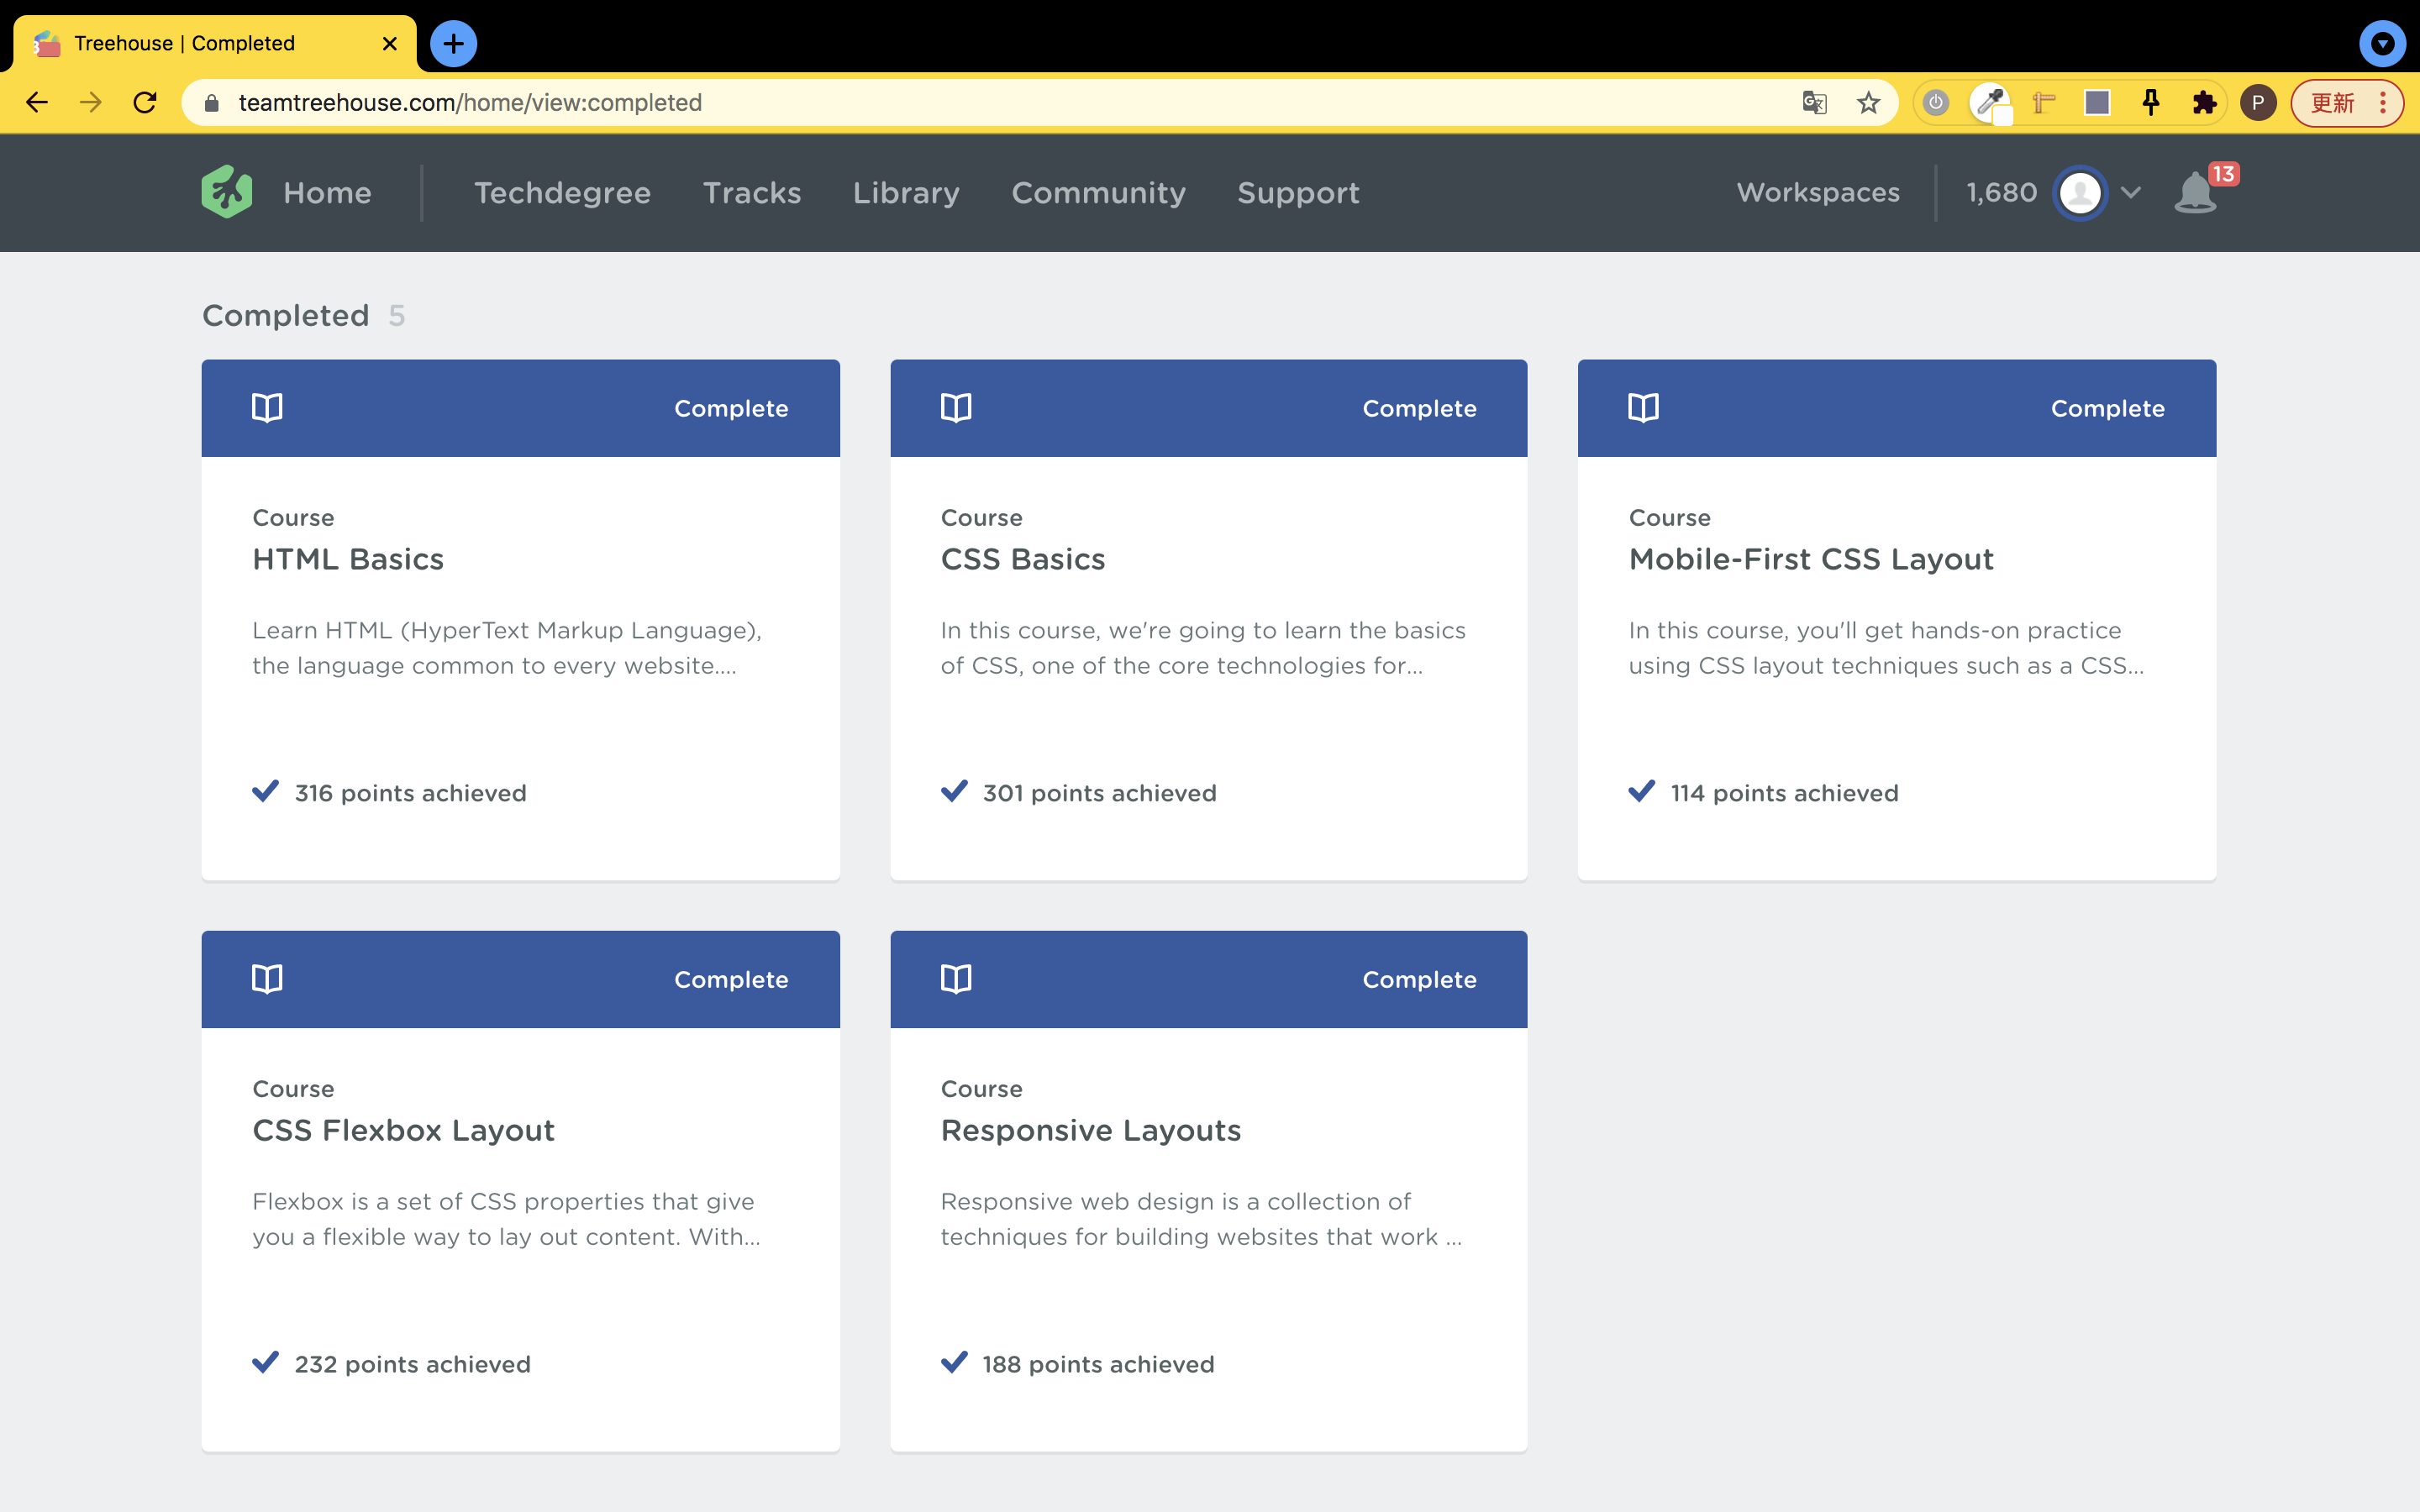 Treehouse | Completed
teamtreehouse.com/home/view:completed
P
更新
Home
Techdegree
Tracks
Library
Community
Support
Workspaces
1,680
13
Completed 5
Complete
Course
HTML Basics
Learn HTML (HyperText Markup Language),
the language common to every website....
316 points achieved
Complete
Course
CSS Basics
In this course, we're going to learn the basics
of CSS, one of the core technologies for...
301 points achieved
Complete
Course
Mobile-First CSS Layout
In this course, you'll get hands-on practice
using CSS layout techniques such as a CSS...
114 points achieved
Complete
Course
CSS Flexbox Layout
Flexbox is a set of CSS properties that give
you a flexible way to lay out content. With...
232 points achieved
Complete
Course
Responsive Layouts
Responsive web design is a collection of
techniques for building websites that work ...
188 points achieved